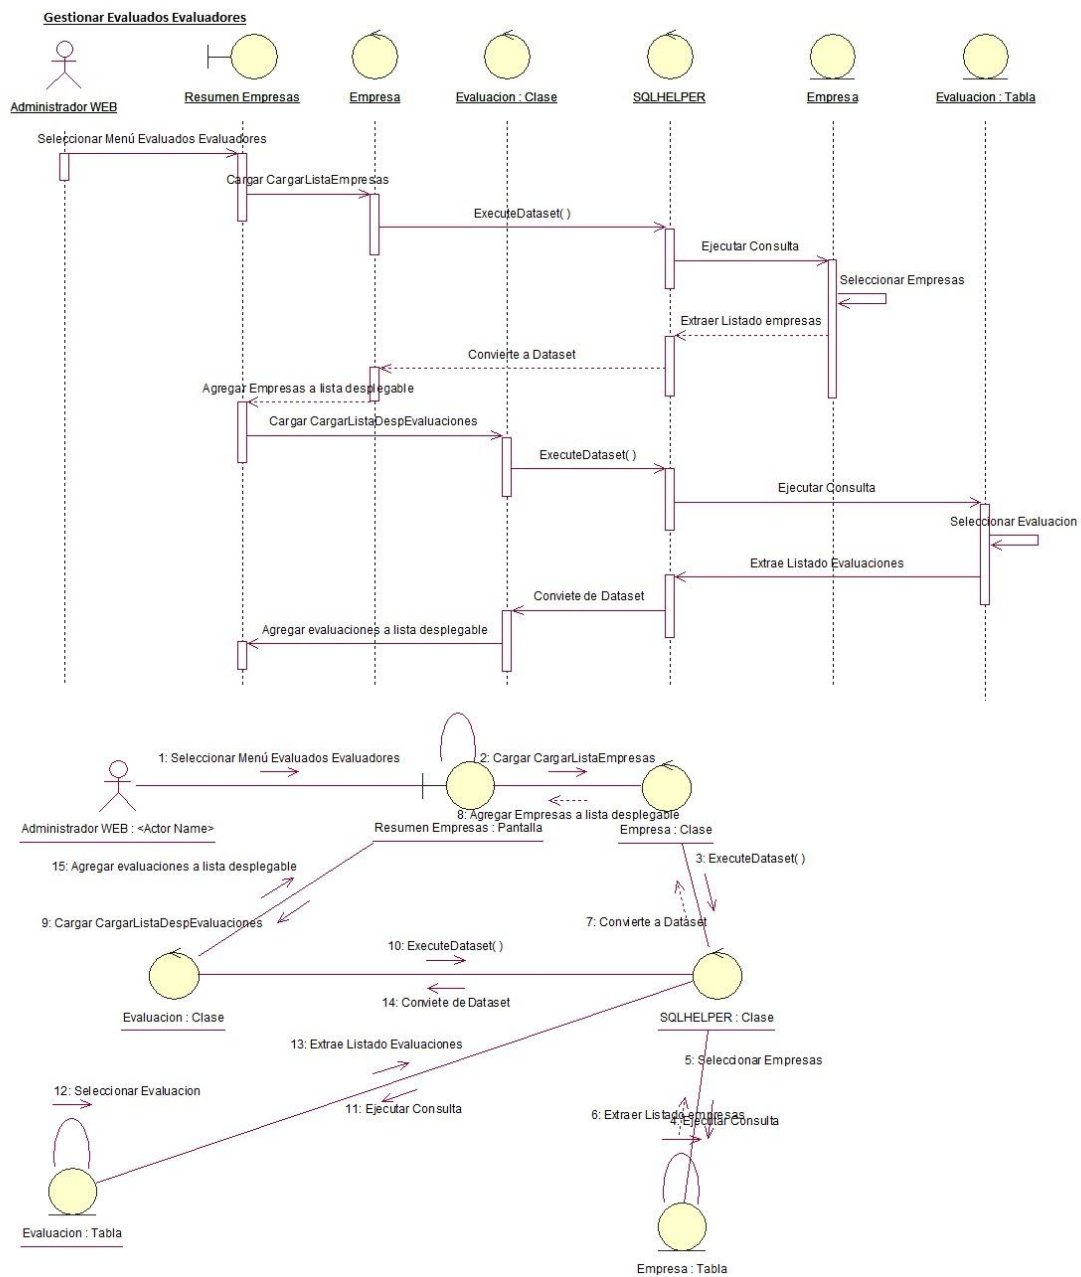 Gestionar Evaluados Evaluadores
Administrador WEB
Resumen Empresas
Empresa
Evaluacion : Clase
SQLHELPER
Empresa
Evaluacion : Tabla
Seleccionar Menú Evaluados Evaluadores
Cargar CargarListaEmpresas
ExecuteDataset( )
Ejecutar Consulta
Seleccionar Empresas
Extraer Listado empresas
Convierte a Dataset
Agregar Empresas a lista desplegable
Cargar CargarListaDespEvaluaciones
ExecuteDataset( )
Ejecutar Consulta
Seleccionar Evaluacion
Extrae Listado Evaluaciones
Conviete de Dataset
Agregar evaluaciones a lista desplegable
1: Seleccionar Menú Evaluados Evaluadores
2: Cargar CargarListaEmpresas
8: Agregar Empresas a lista desplegable
Administrador WEB : <Actor Name>
Resumen Empresas : Pantalla
Empresa : Clase
15: Agregar evaluaciones a lista desplegable
3: ExecuteDataset( )
9: Cargar CargarListaDespEvaluaciones
7: Convierte a Dataset
10: ExecuteDataset( )
14: Conviete de Dataset
Evaluacion : Clase
SQLHELPER : Clase
13: Extrae Listado Evaluaciones
5: Seleccionar Empresas
12: Seleccionar Evaluacion
11: Ejecutar Consulta
6: Extraer Listado empresas
4: Ejecutar Consulta
Evaluacion : Tabla
Empresa : Tabla